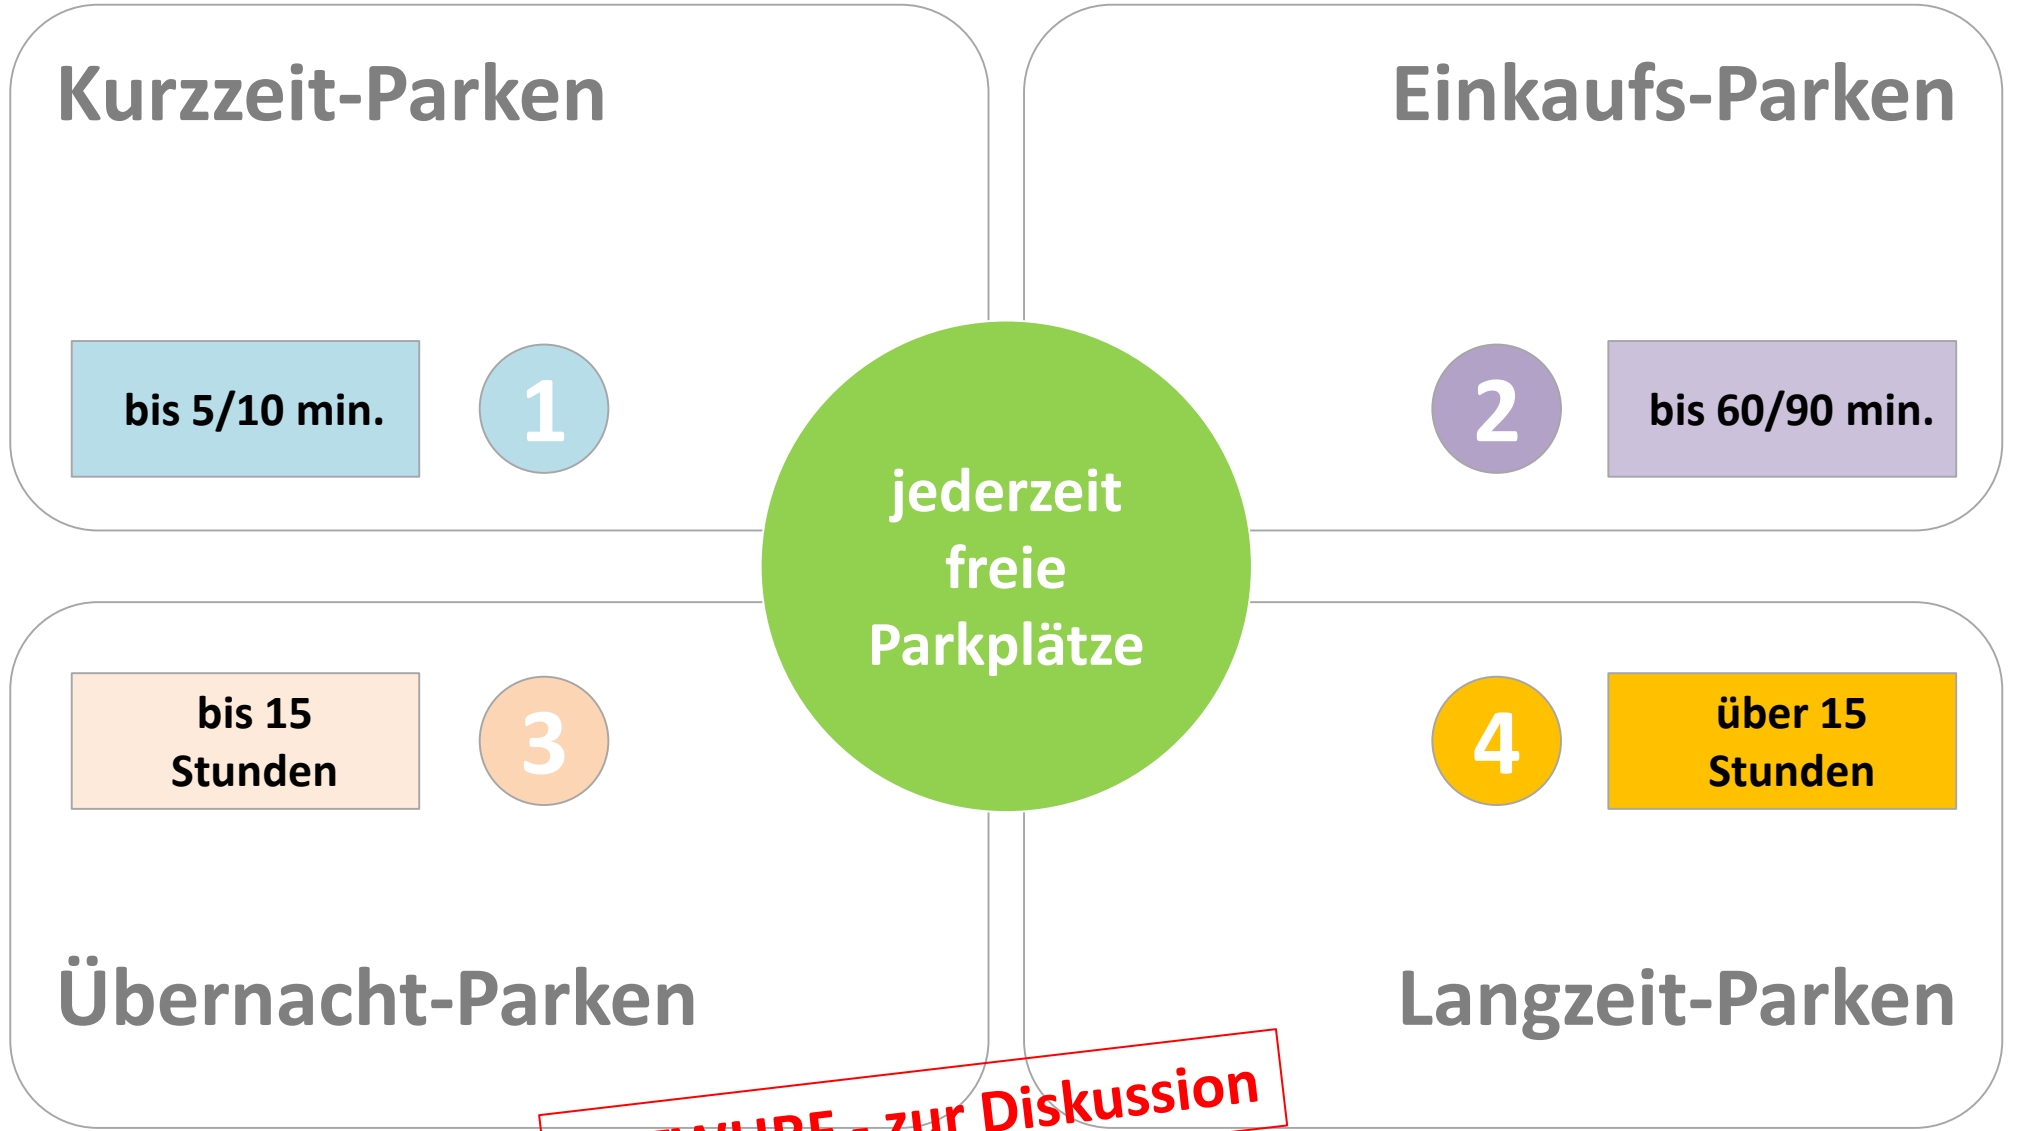 Kurzzeit-Parken
Einkaufs-Parken
bis 5/10 min.
1
2
bis 60/90 min.
jederzeit
freie
Parkplätze
bis 15
Stunden
3
4
über 15
Stunden
Übernacht-Parken
Langzeit-Parken
- zur Diskussion